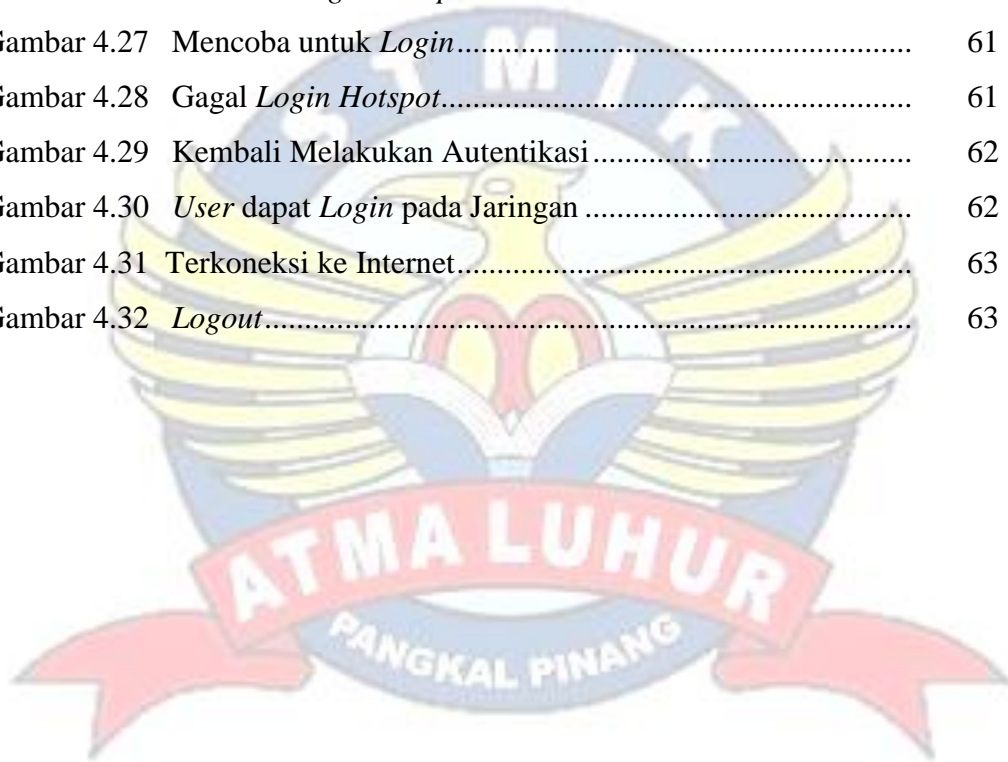 Gambar 4.27 Mencoba untuk Login.......................................................... 61
Gambar 4.28 Gagal Login Hotspot............................................................ 61
Gambar 4.29 Kembali Melakukan Autentikasi......................................... 62
Gambar 4.30 User dapat Login pada Jaringan .......................................... 62
Gambar 4.31 Terkoneksi ke Internet.......................................................... 63
Gambar 4.32 Logout................................................................................... 63
STMIK
ATMA LUHUR
PANGKAL PINANG